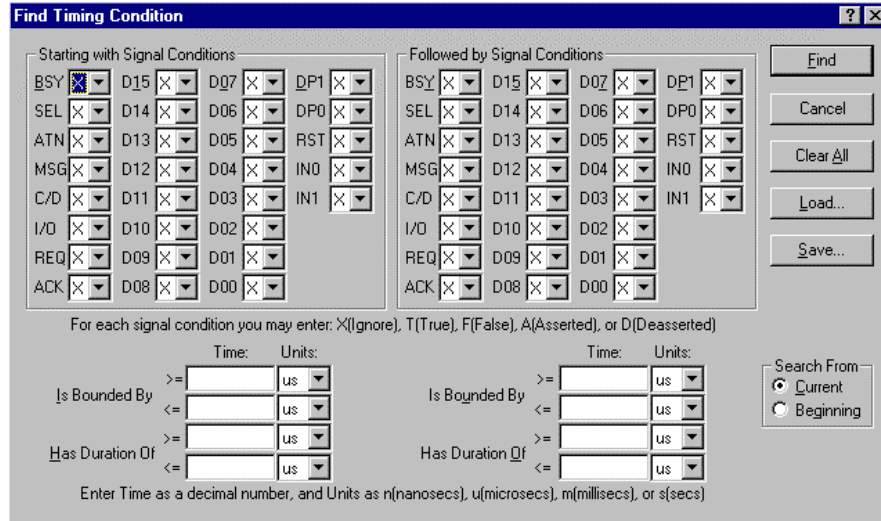 Find Timing Condition
Starting with Signal Conditions
BSY X D15 X D07 X DP1 X
SEL X D14 X D06 X DP0 X
ATN X D13 X D05 X RST X
MSG X D12 X D04 X IN0 X
C/D X D11 X D03 X IN1 X
I/O X D10 X D02 X
REQ X D09 X D01 X
ACK X D08 X D00 X
Followed by Signal Conditions
BSY X D15 X D07 X DP1 X
SEL X D14 X D06 X DP0 X
ATN X D13 X D05 X RST X
MSG X D12 X D04 X IN0 X
C/D X D11 X D03 X IN1 X
I/O X D10 X D02 X
REQ X D09 X D01 X
ACK X D08 X D00 X
Find
Cancel
Clear All
Load...
Save...
For each signal condition you may enter: X(Ignore), T(True), F(False), A(Asserted), or D(Deasserted)
Time: Units:
Is Bounded By
>= us
<= us
Has Duration Of
>= us
<= us
Time: Units:
Is Bounded By
>= us
<= us
Has Duration Of
>= us
<= us
Search From
Current
Beginning
Enter Time as a decimal number, and Units as n(nanosecs), u(microsecs), m(millisecs), or s(secs)